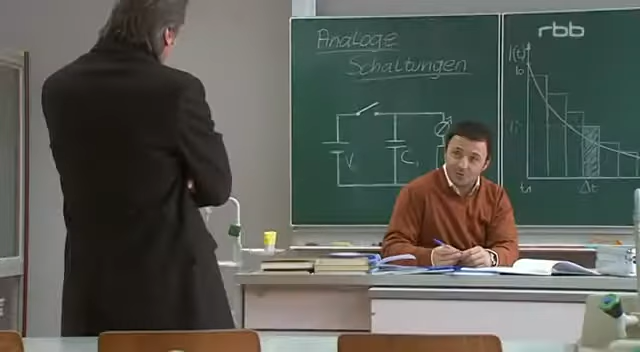 rbb
Analoge
Schaltungen
I(t)
I₀
V
C
Δt